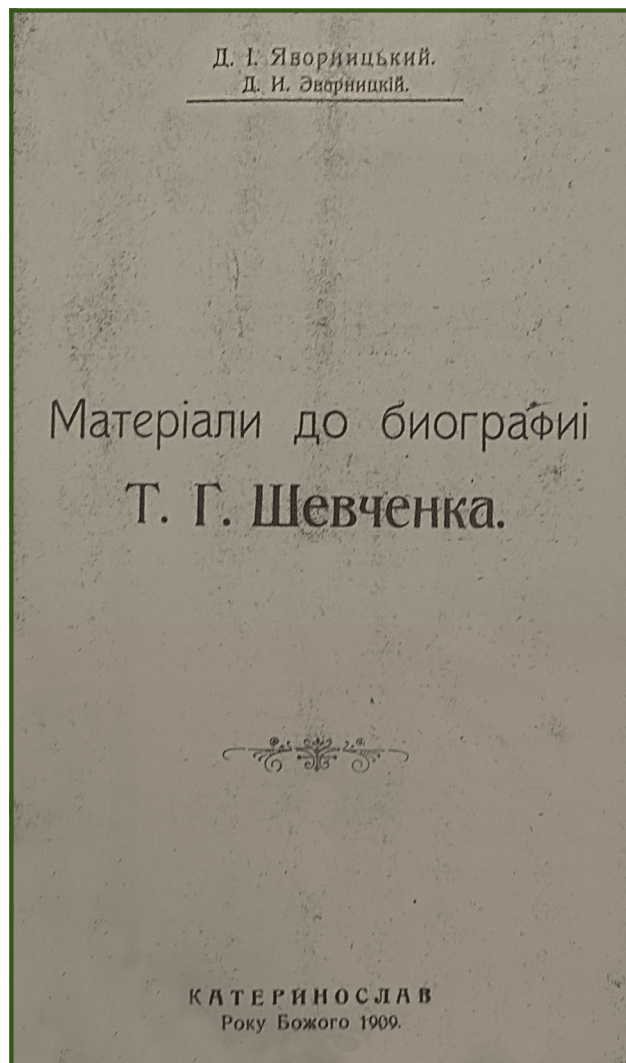 Д. І. Яворницький.
Д. И. Эварницкій.
Матеріали до биографиі
Т. Г. Шевченка.
КАТЕРИНОСЛАВ
Року Божого 1909.